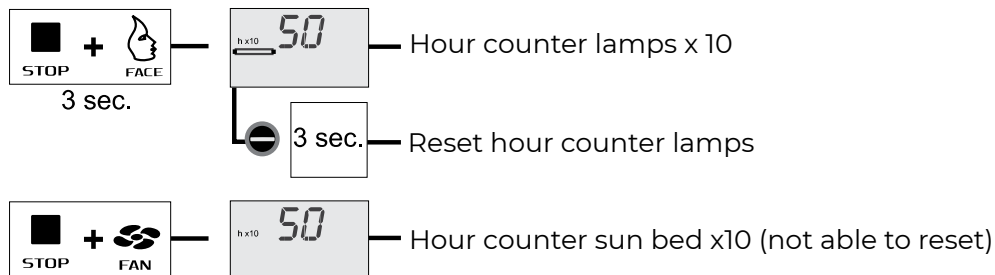 50
h x10
+
STOP
FACE
Hour counter lamps x 10
3 sec.
3 sec.
Reset hour counter lamps
50
h x10
+
STOP
FAN
Hour counter sun bed x10 (not able to reset)